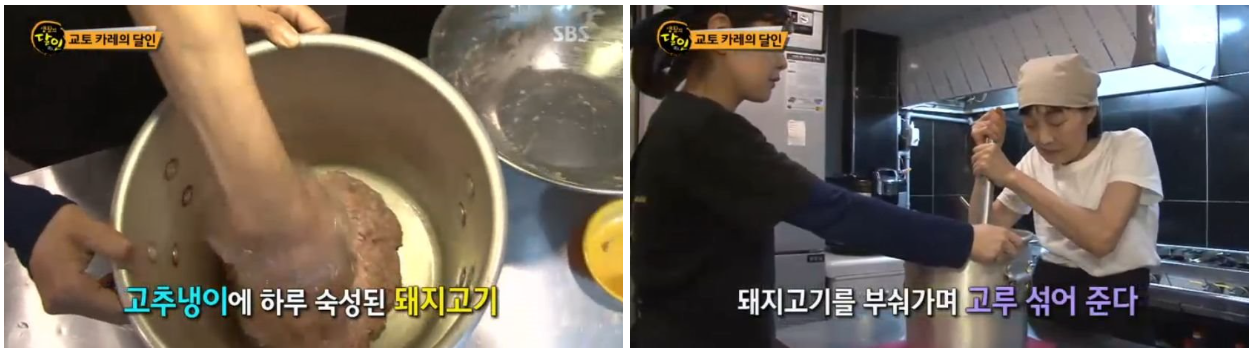 생활의 달인
교토 카레의 달인
SBS
고추냉이에 하루 숙성된 돼지고기
생활의 달인
교토 카레의 달인
돼지고기를 부숴가며 고루 섞어 준다